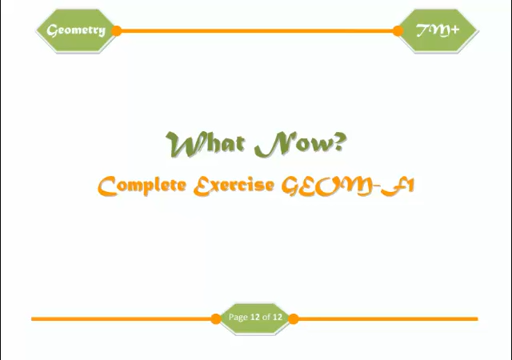 Geometry
TM+
What Now?
Complete Exercise GEOM-F1
Page 12 of 12